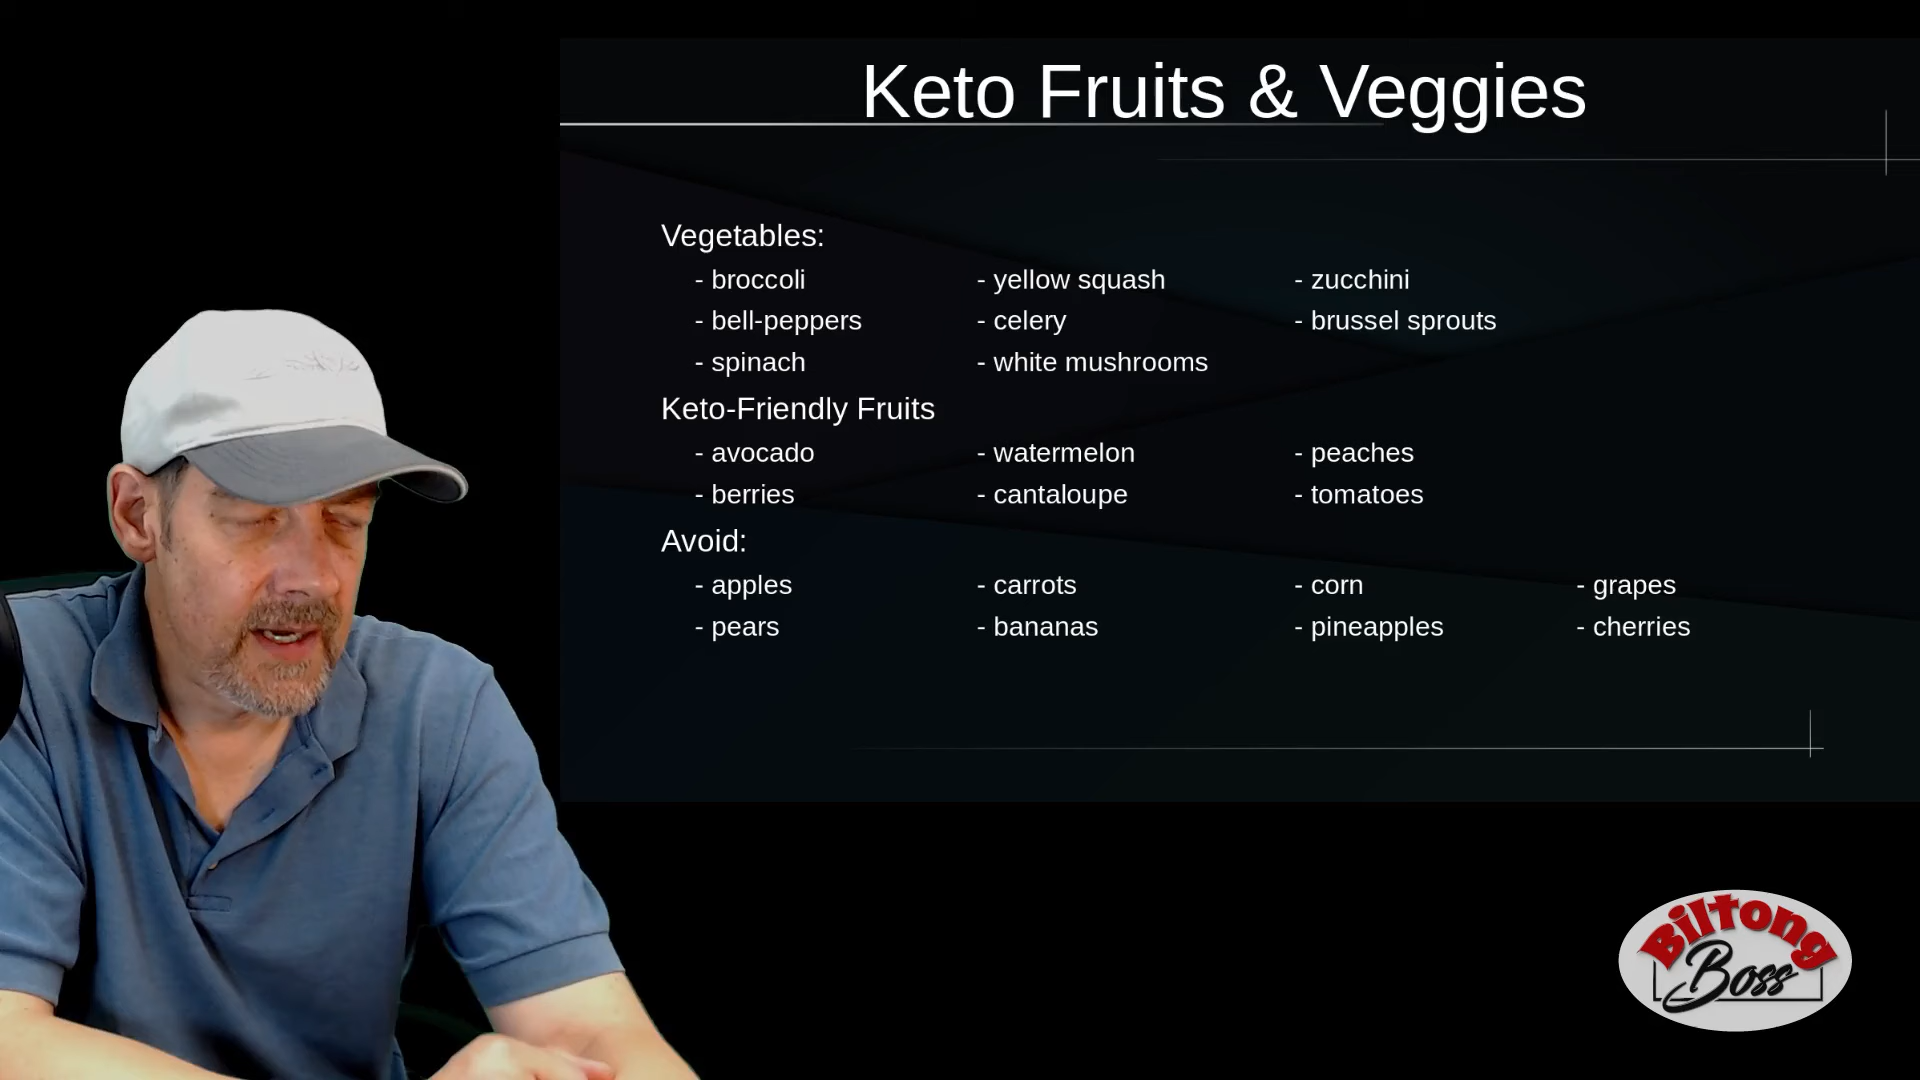 Keto Fruits & Veggies
Vegetables:
- broccoli - yellow squash - zucchini
- bell-peppers - celery - brussel sprouts
- spinach - white mushrooms
Keto-Friendly Fruits
- avocado - watermelon - peaches
- berries - cantaloupe - tomatoes
Avoid:
- apples - carrots - corn - grapes
- pears - bananas - pineapples - cherries
Biltong
Boss